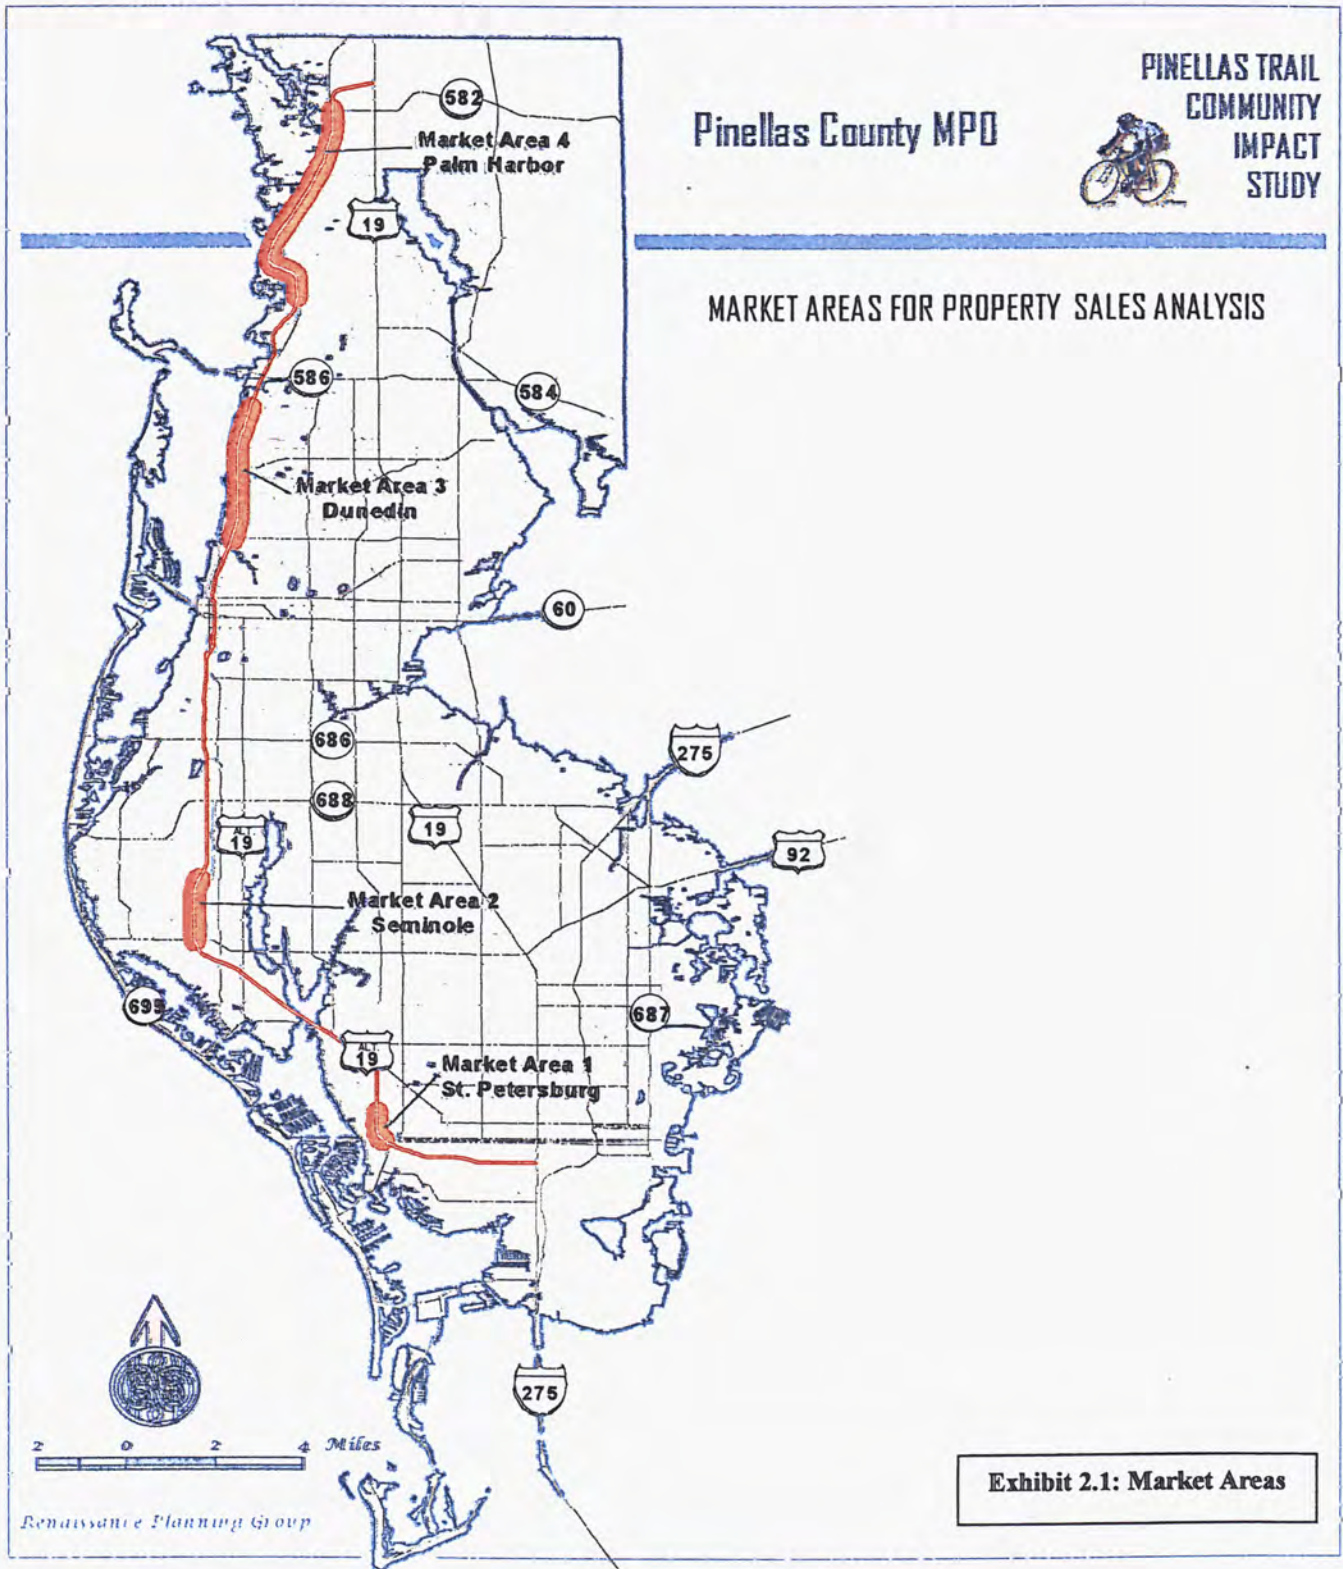 PINELLAS TRAIL
COMMUNITY
IMPACT
STUDY
Pinellas County MPO
MARKET AREAS FOR PROPERTY SALES ANALYSIS
582
Market Area 4
Palm Harbor
19
586
584
Market Area 3
Dunedin
60
686
275
688
ALT.
19
19
92
Market Area 2
Seminole
699
687
ALT.
19
Market Area 1
St. Petersburg
275
2 0 2 4 Miles
Renaissance Planning Group
Exhibit 2.1: Market Areas